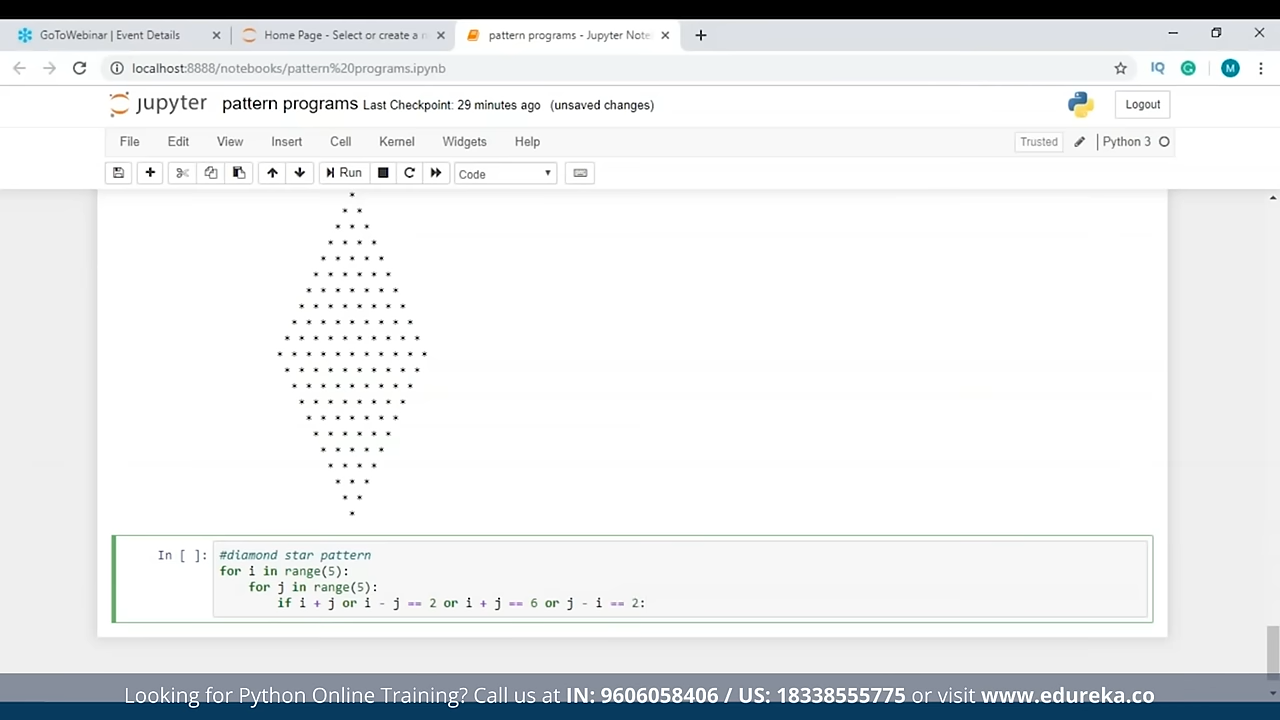 GoToWebinar | Event Details
Home Page - Select or create a n
pattern programs - Jupyter Note
localhost:8888/notebooks/pattern%20programs.ipynb
IQ
M
jupyter pattern programs Last Checkpoint: 29 minutes ago (unsaved changes)
Logout
File Edit View Insert Cell Kernel Widgets Help
Trusted
Python 3
Run
Code
*
* *
* * *
* * * *
* * * * *
* * * * * *
* * * * * * *
* * * * * * * *
* * * * * * * * *
* * * * * * * * * *
* * * * * * * * * * *
* * * * * * * * * *
* * * * * * * * *
* * * * * * * *
* * * * * * *
* * * * * *
* * * * *
* * * *
* * *
* *
*
In [ ]:
#diamond star pattern
for i in range(5):
    for j in range(5):
        if i + j or i - j == 2 or i + j == 6 or j - i == 2:
Looking for Python Online Training? Call us at IN: 9606058406 / US: 18338555775 or visit www.edureka.co